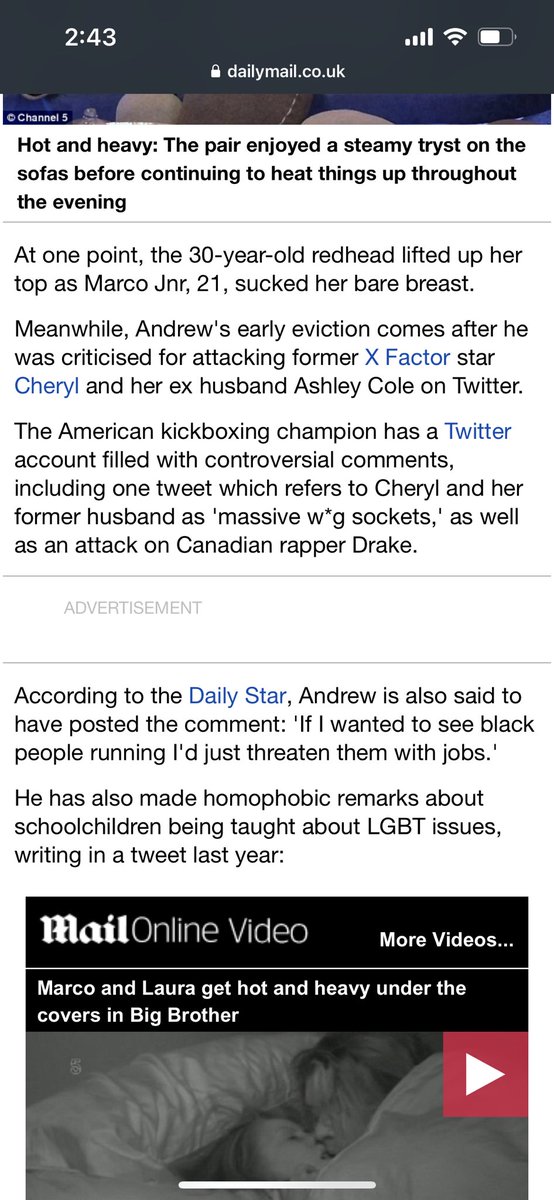 2:43
dailymail.co.uk
© Channel 5
Hot and heavy: The pair enjoyed a steamy tryst on the
sofas before continuing to heat things up throughout
the evening
At one point, the 30-year-old redhead lifted up her
top as Marco Jnr, 21, sucked her bare breast.
Meanwhile, Andrew's early eviction comes after he
was criticised for attacking former X Factor star
Cheryl and her ex husband Ashley Cole on Twitter.
The American kickboxing champion has a Twitter
account filled with controversial comments,
including one tweet which refers to Cheryl and her
former husband as 'massive w*g sockets,' as well
as an attack on Canadian rapper Drake.
ADVERTISEMENT
According to the Daily Star, Andrew is also said to
have posted the comment: 'If I wanted to see black
people running I'd just threaten them with jobs.'
He has also made homophobic remarks about
schoolchildren being taught about LGBT issues,
writing in a tweet last year:
MailOnline Video
More Videos...
Marco and Laura get hot and heavy under the
covers in Big Brother